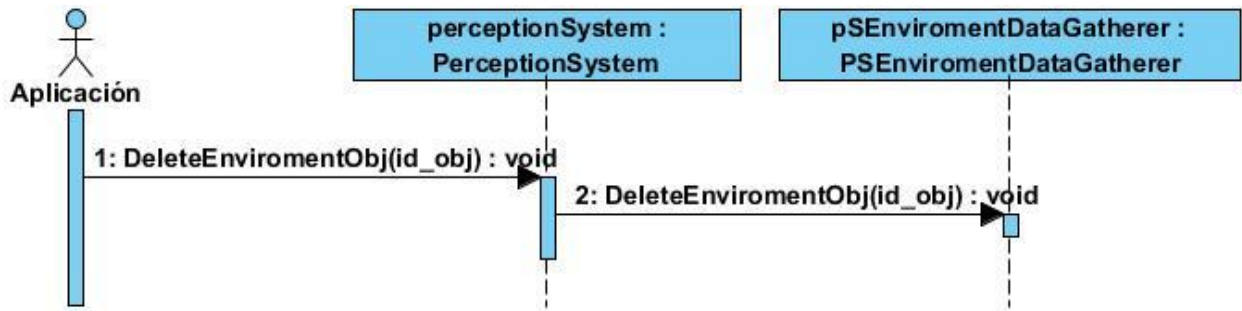 perceptionSystem :
PerceptionSystem
pSEnviromentDataGatherer :
PSEnviromentDataGatherer
Aplicación
1: DeleteEnviromentObj(id_obj) : void
2: DeleteEnviromentObj(id_obj) : void